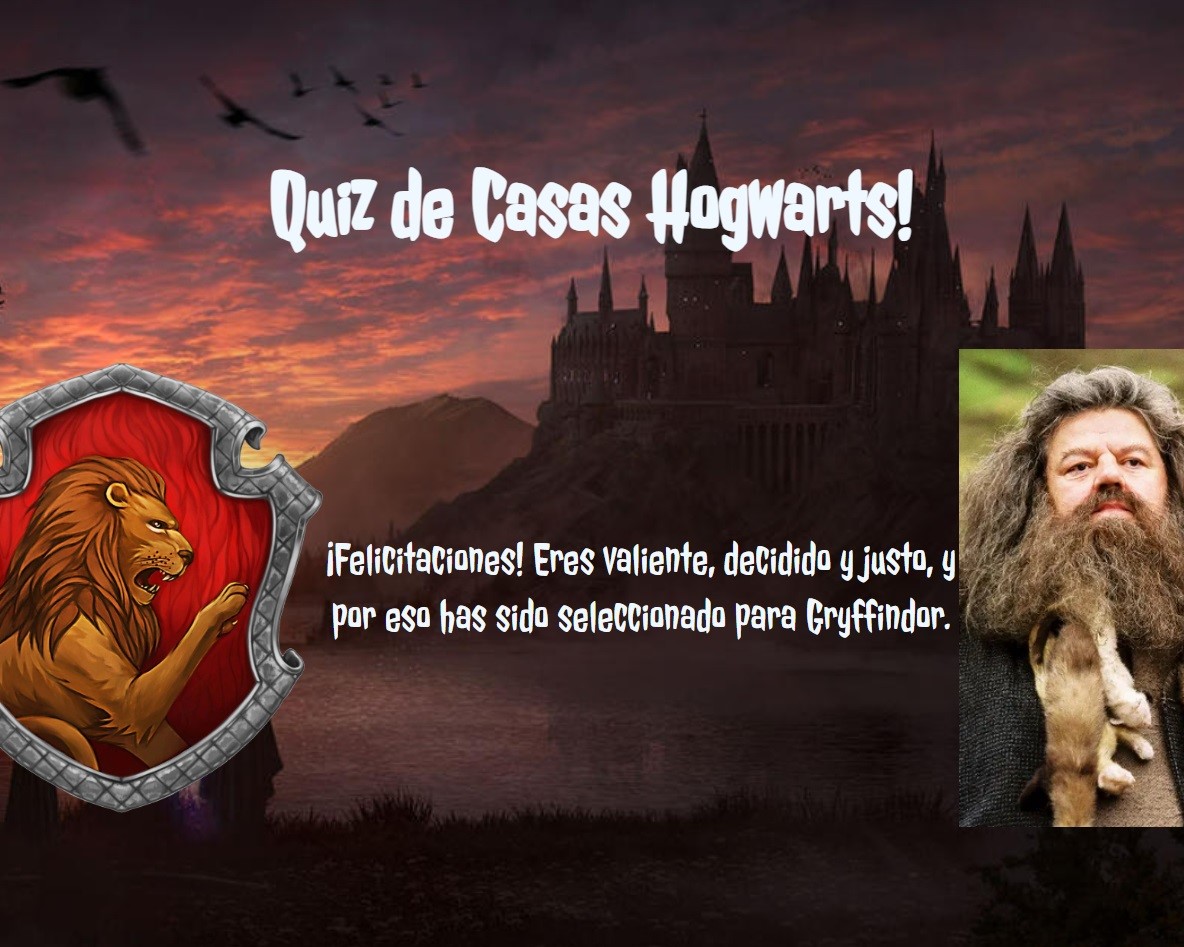 Quiz de Casas Hogwarts!
¡Felicitaciones! Eres valiente, decidido y justo, y
por eso has sido seleccionado para Gryffindor.